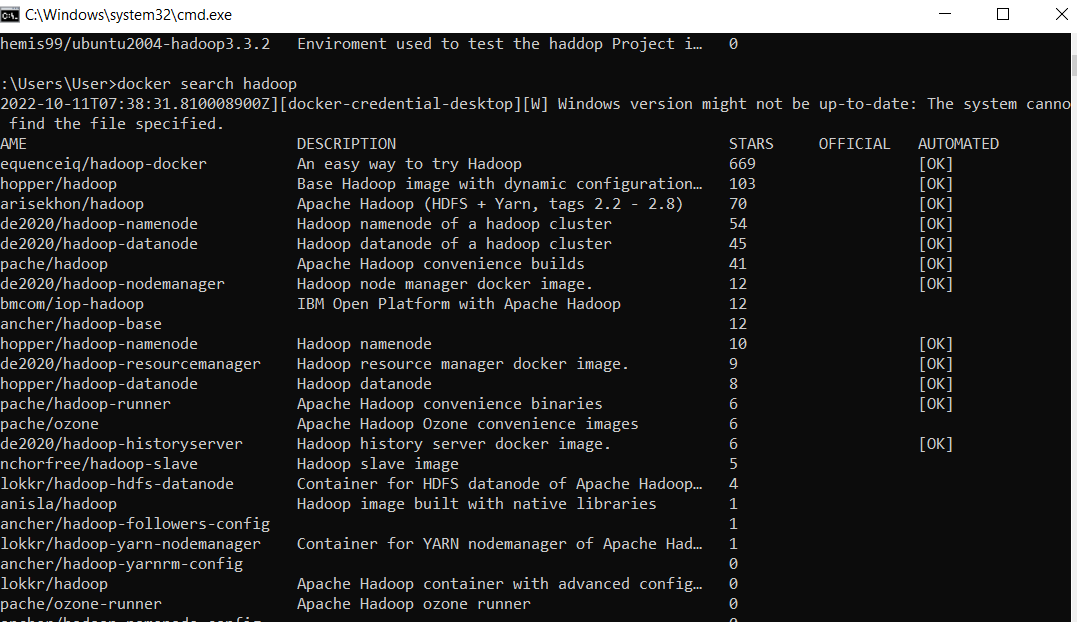 C:\Windows\system32\cmd.exe
hemis99/ubuntu2004-hadoop3.3.2 Enviroment used to test the haddop Project i… 0
:\Users\User>docker search hadoop
2022-10-11T07:38:31.810008900Z][docker-credential-desktop][W] Windows version might not be up-to-date: The system canno
find the file specified.
AME DESCRIPTION STARS OFFICIAL AUTOMATED
equenceiq/hadoop-docker An easy way to try Hadoop 669 [OK]
hopper/hadoop Base Hadoop image with dynamic configuration… 103 [OK]
arisekhon/hadoop Apache Hadoop (HDFS + Yarn, tags 2.2 - 2.8) 70 [OK]
de2020/hadoop-namenode Hadoop namenode of a hadoop cluster 54 [OK]
de2020/hadoop-datanode Hadoop datanode of a hadoop cluster 45 [OK]
pache/hadoop Apache Hadoop convenience builds 41 [OK]
de2020/hadoop-nodemanager Hadoop node manager docker image. 12 [OK]
bmcom/iop-hadoop IBM Open Platform with Apache Hadoop 12
ancher/hadoop-base 12
hopper/hadoop-namenode Hadoop namenode 10 [OK]
de2020/hadoop-resourcemanager Hadoop resource manager docker image. 9 [OK]
hopper/hadoop-datanode Hadoop datanode 8 [OK]
pache/hadoop-runner Apache Hadoop convenience binaries 6 [OK]
pache/ozone Apache Hadoop Ozone convenience images 6
de2020/hadoop-historyserver Hadoop history server docker image. 6 [OK]
nchorfree/hadoop-slave Hadoop slave image 5
lokkr/hadoop-hdfs-datanode Container for HDFS datanode of Apache Hadoop… 4
anisla/hadoop Hadoop image built with native libraries 1
ancher/hadoop-followers-config 1
lokkr/hadoop-yarn-nodemanager Container for YARN nodemanager of Apache Had… 1
ancher/hadoop-yarnrm-config 0
lokkr/hadoop Apache Hadoop container with advanced config… 0
pache/ozone-runner Apache Hadoop ozone runner 0